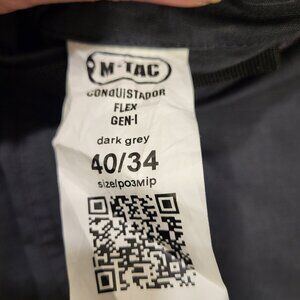 M-TAC
CONQUISTADOR
FLEX
GEN-I
dark grey
40/34
size|розмір